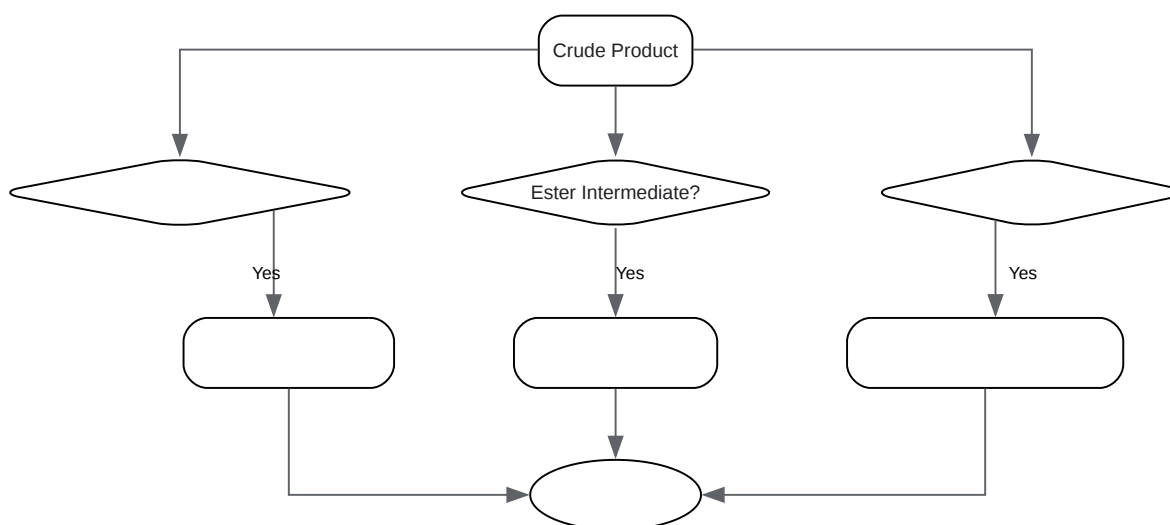 Crude Product
Ester Intermediate?
Yes
Yes
Yes